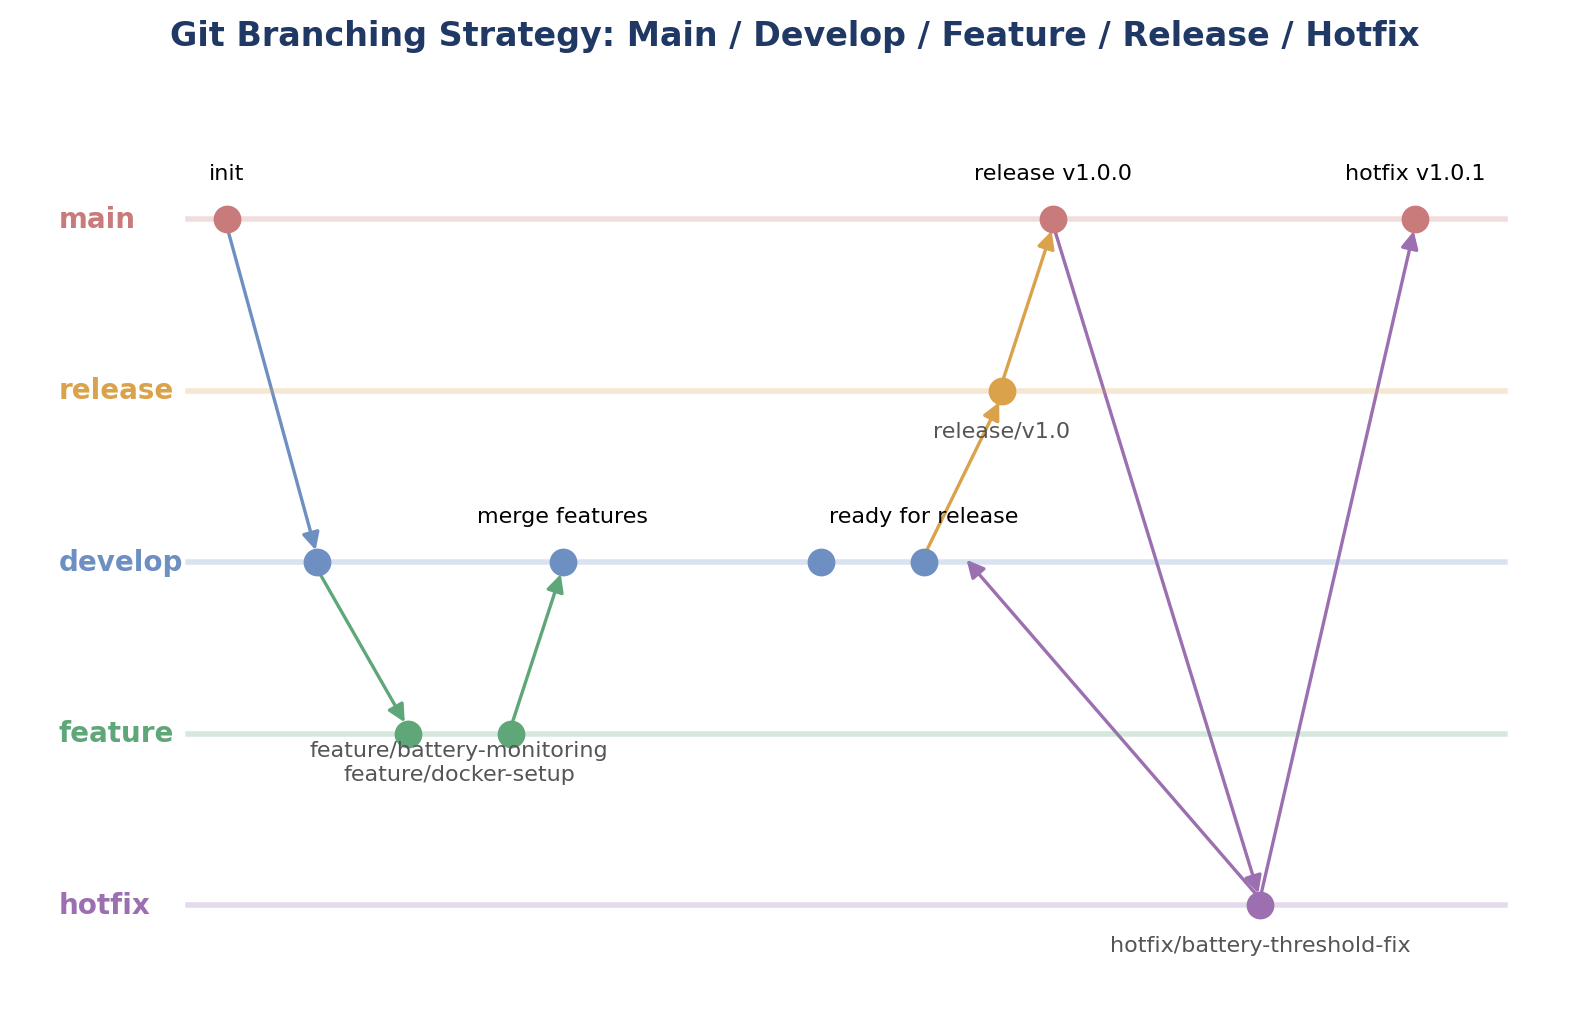 Git Branching Strategy: Main / Develop / Feature / Release / Hotfix
init
release v1.0.0
hotfix v1.0.1
main
release
release/v1.0
merge features
ready for release
develop
feature
feature/battery-monitoring
feature/docker-setup
hotfix
hotfix/battery-threshold-fix